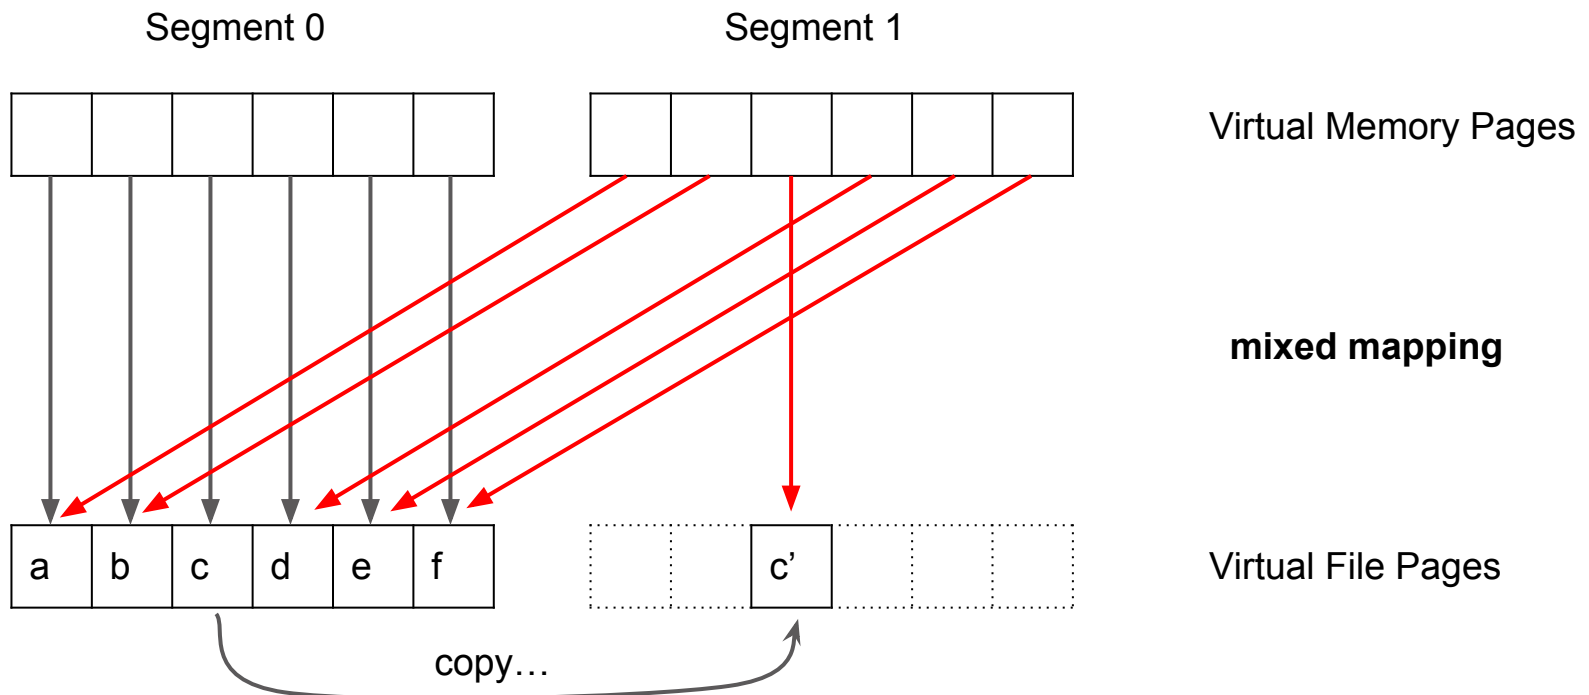 Segment 0
Segment 1
Virtual Memory Pages
mixed mapping
a b c d e f
c’
Virtual File Pages
copy…